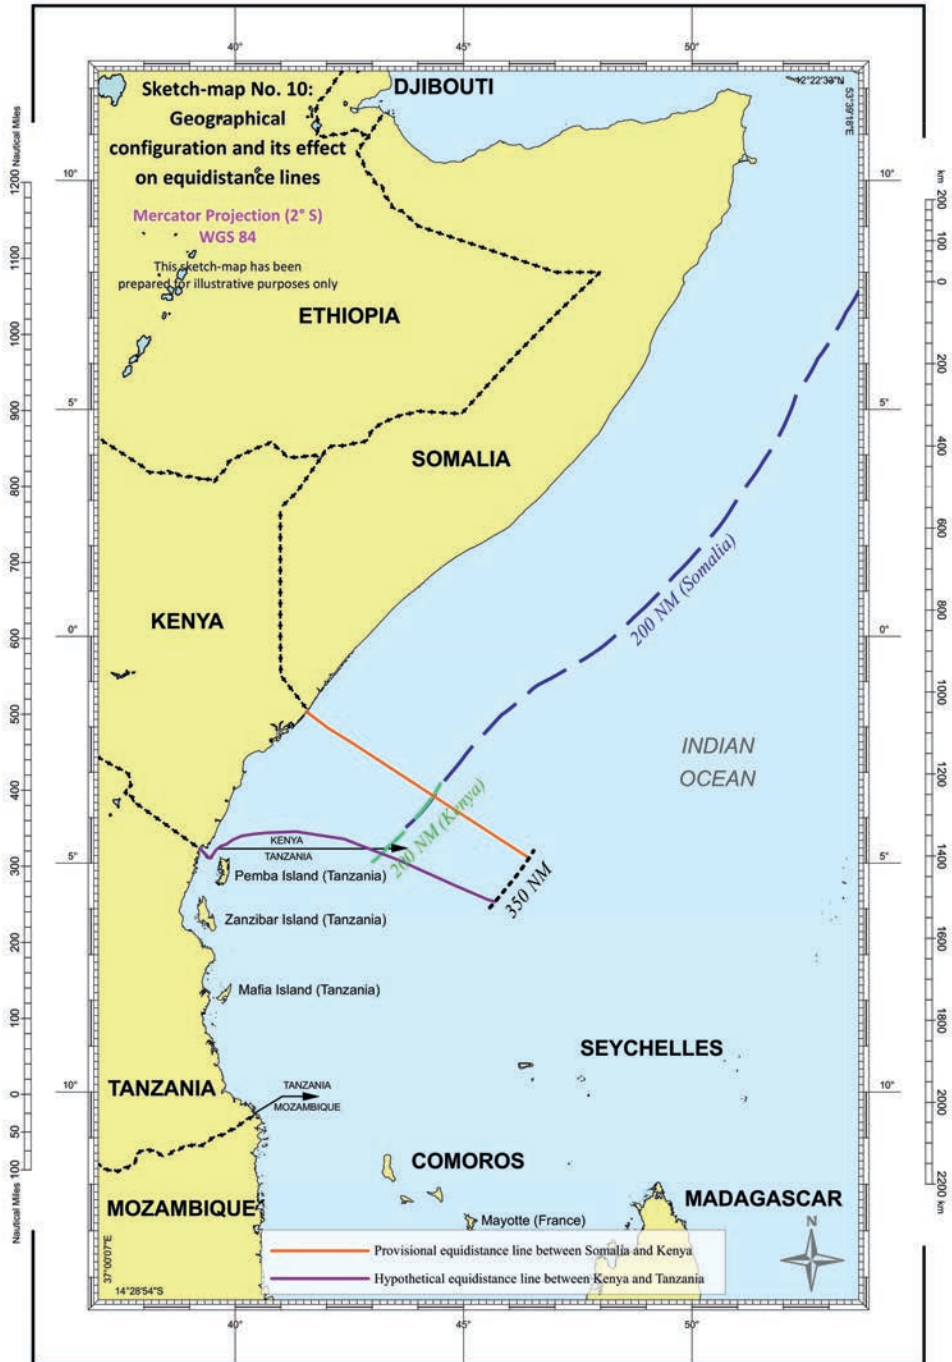 40°
45°
50°
Sketch-map No. 10:
Geographical
configuration and its effect
on equidistance lines
Mercator Projection (2° S)
WGS 84
This sketch-map has been
prepared for illustrative purposes only
DJIBOUTI
12°22'33"N
53°39'18"E
Nautical Miles
1200
1100
1000
900
800
700
600
500
400
300
200
100
0
50
100
Nautical Miles
km
200
100
0
200
400
600
800
1000
1200
1400
1600
1800
2000
2200 km
10°
10°
ETHIOPIA
5°
5°
SOMALIA
200 NM (Somalia)
KENYA
0°
0°
INDIAN
OCEAN
200 NM (Kenya)
KENYA
TANZANIA
5°
5°
350 NM
Pemba Island (Tanzania)
Zanzibar Island (Tanzania)
Mafia Island (Tanzania)
SEYCHELLES
TANZANIA
TANZANIA
MOZAMBIQUE
10°
10°
COMOROS
MADAGASCAR
MOZAMBIQUE
Mayotte (France)
N
Provisional equidistance line between Somalia and Kenya
Hypothetical equidistance line between Kenya and Tanzania
37°00'07"E
14°28'54"S
40°
45°
50°